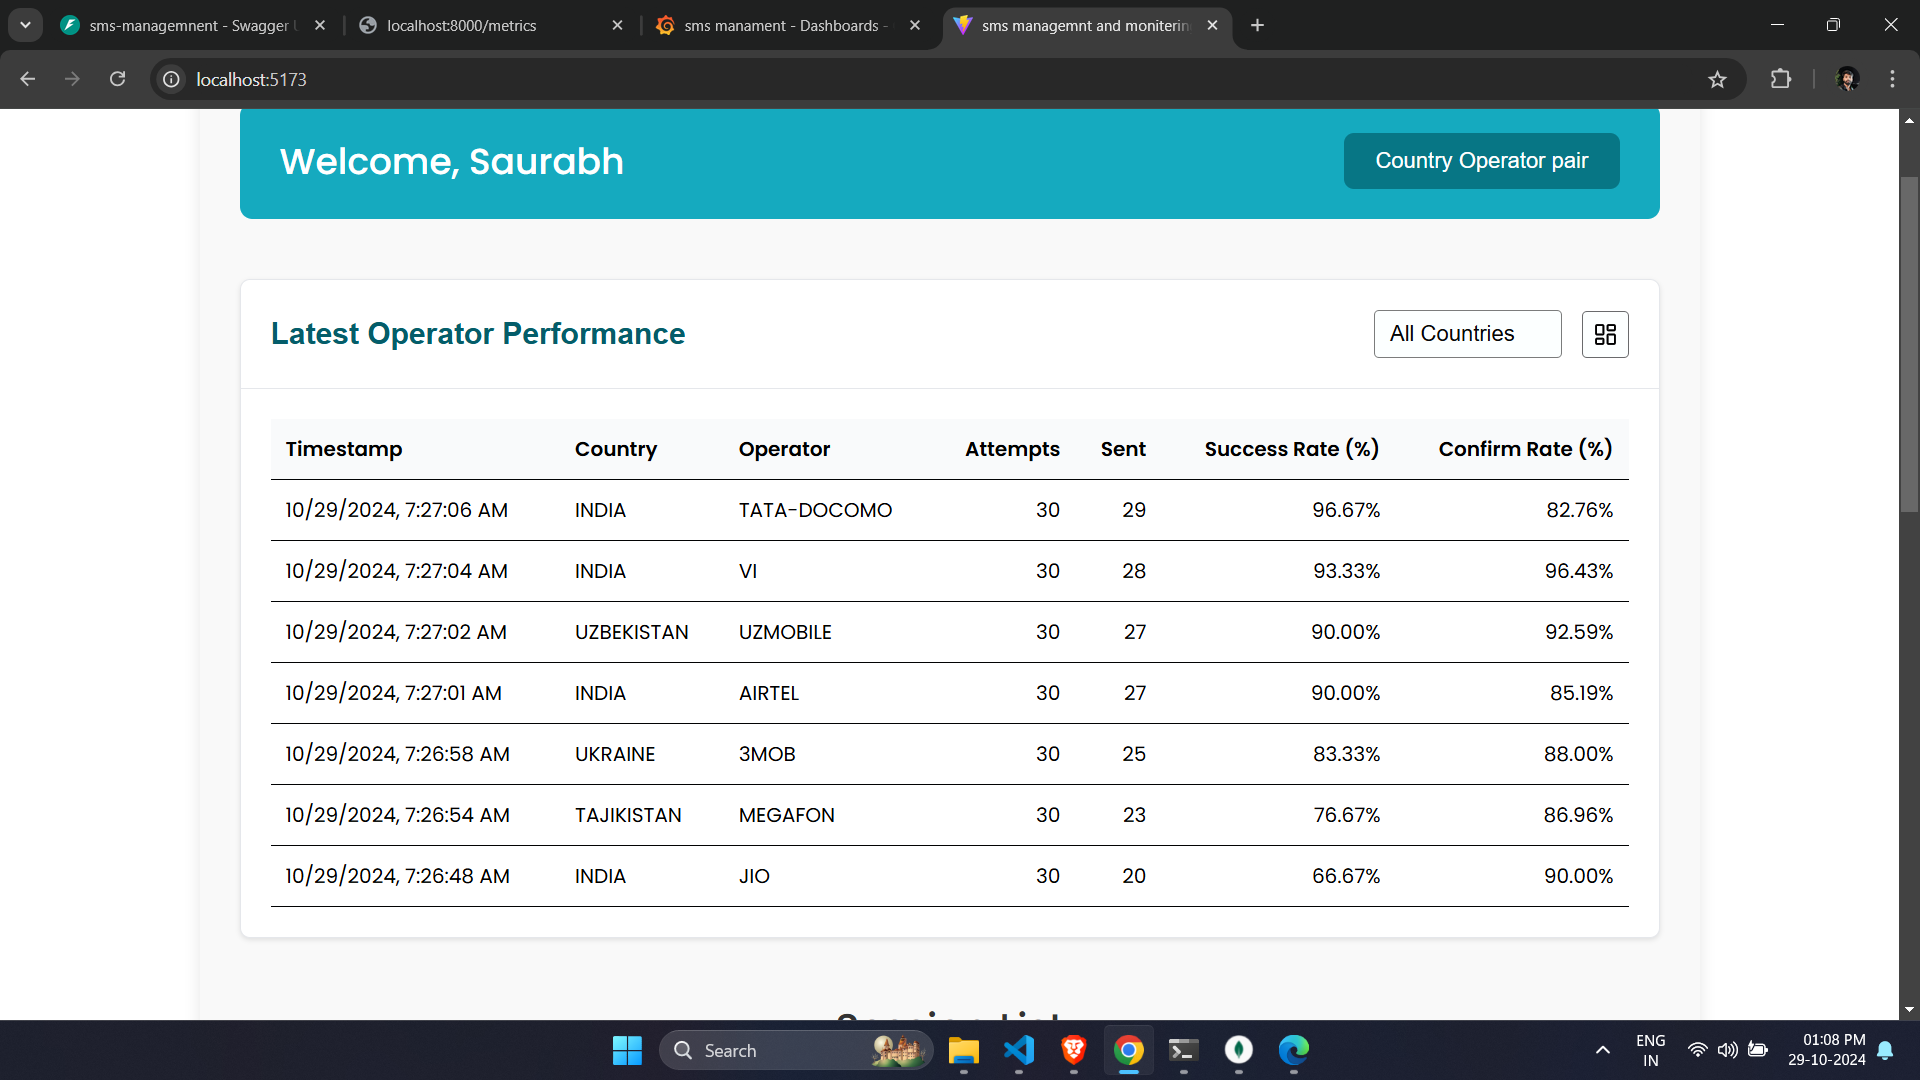 sms-managemnent - Swagger
localhost:8000/metrics
sms manament - Dashboards -
sms managemnt and moniterin
localhost:5173
Welcome, Saurabh
Country Operator pair
Latest Operator Performance
All Countries
Timestamp Country Operator Attempts Sent Success Rate (%) Confirm Rate (%)
10/29/2024, 7:27:06 AM INDIA TATA-DOCOMO 30 29 96.67% 82.76%
10/29/2024, 7:27:04 AM INDIA VI 30 28 93.33% 96.43%
10/29/2024, 7:27:02 AM UZBEKISTAN UZMOBILE 30 27 90.00% 92.59%
10/29/2024, 7:27:01 AM INDIA AIRTEL 30 27 90.00% 85.19%
10/29/2024, 7:26:58 AM UKRAINE 3MOB 30 25 83.33% 88.00%
10/29/2024, 7:26:54 AM TAJIKISTAN MEGAFON 30 23 76.67% 86.96%
10/29/2024, 7:26:48 AM INDIA JIO 30 20 66.67% 90.00%
Search
ENG
IN
01:08 PM
29-10-2024